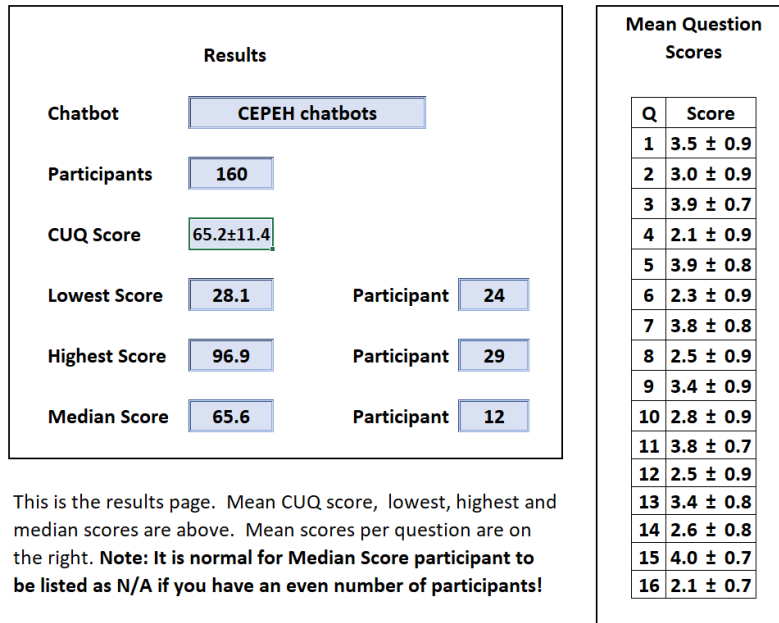 Results
Chatbot CEPEH chatbots
Participants 160
CUQ Score 65.2±11.4
Lowest Score 28.1 Participant 24
Highest Score 96.9 Participant 29
Median Score 65.6 Participant 12
This is the results page. Mean CUQ score, lowest, highest and
median scores are above. Mean scores per question are on
the right. Note: It is normal for Median Score participant to
be listed as N/A if you have an even number of participants!
Mean Question
Scores
Q Score
1 3.5 ± 0.9
2 3.0 ± 0.9
3 3.9 ± 0.7
4 2.1 ± 0.9
5 3.9 ± 0.8
6 2.3 ± 0.9
7 3.8 ± 0.8
8 2.5 ± 0.9
9 3.4 ± 0.9
10 2.8 ± 0.9
11 3.8 ± 0.7
12 2.5 ± 0.9
13 3.4 ± 0.8
14 2.6 ± 0.8
15 4.0 ± 0.7
16 2.1 ± 0.7